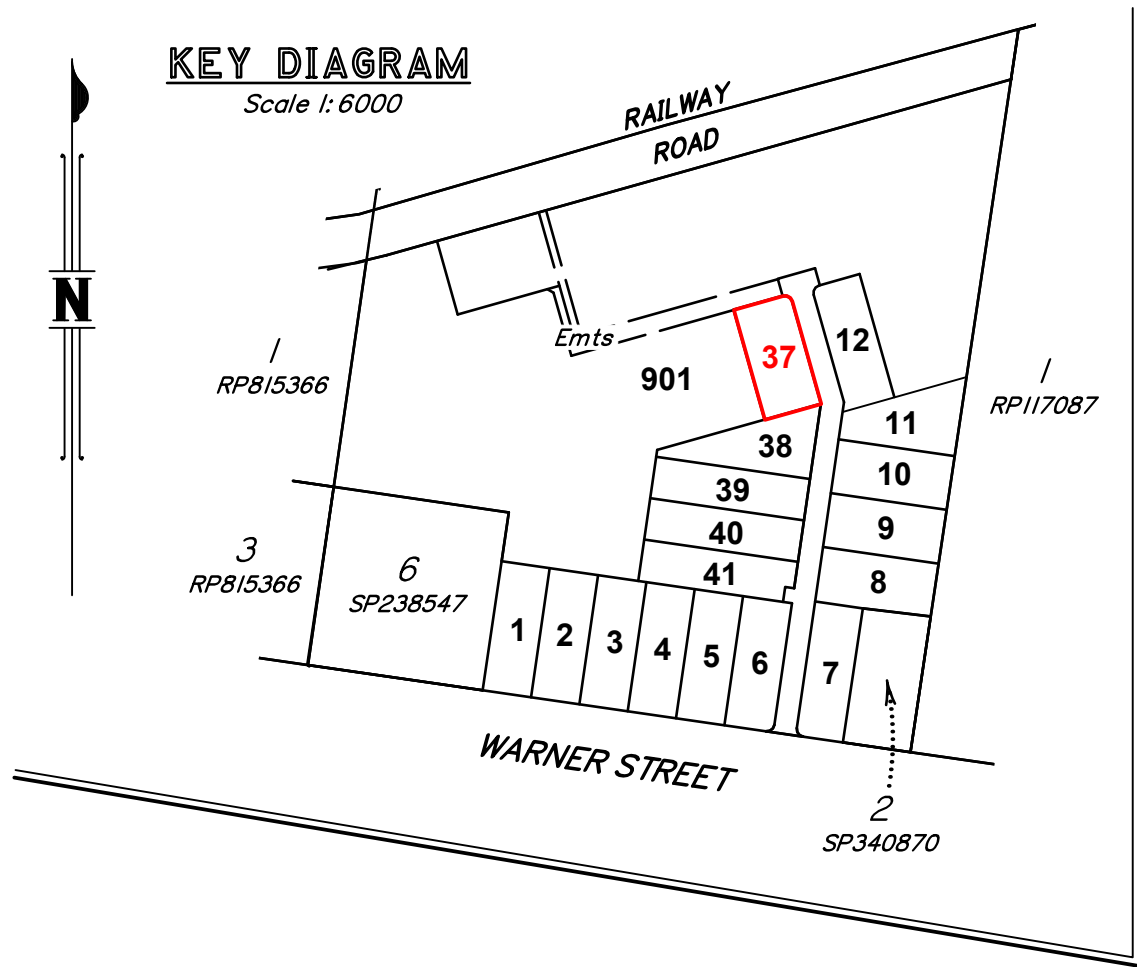 KEY DIAGRAM
Scale 1:6000
RAILWAY
ROAD
N
Emts
12
37
901
1
RP815366
1
RP117087
11
38
10
39
9
40
3
RP815366
6
SP238547
41
8
1
2
3
4
5
6
7
WARNER STREET
2
SP340870